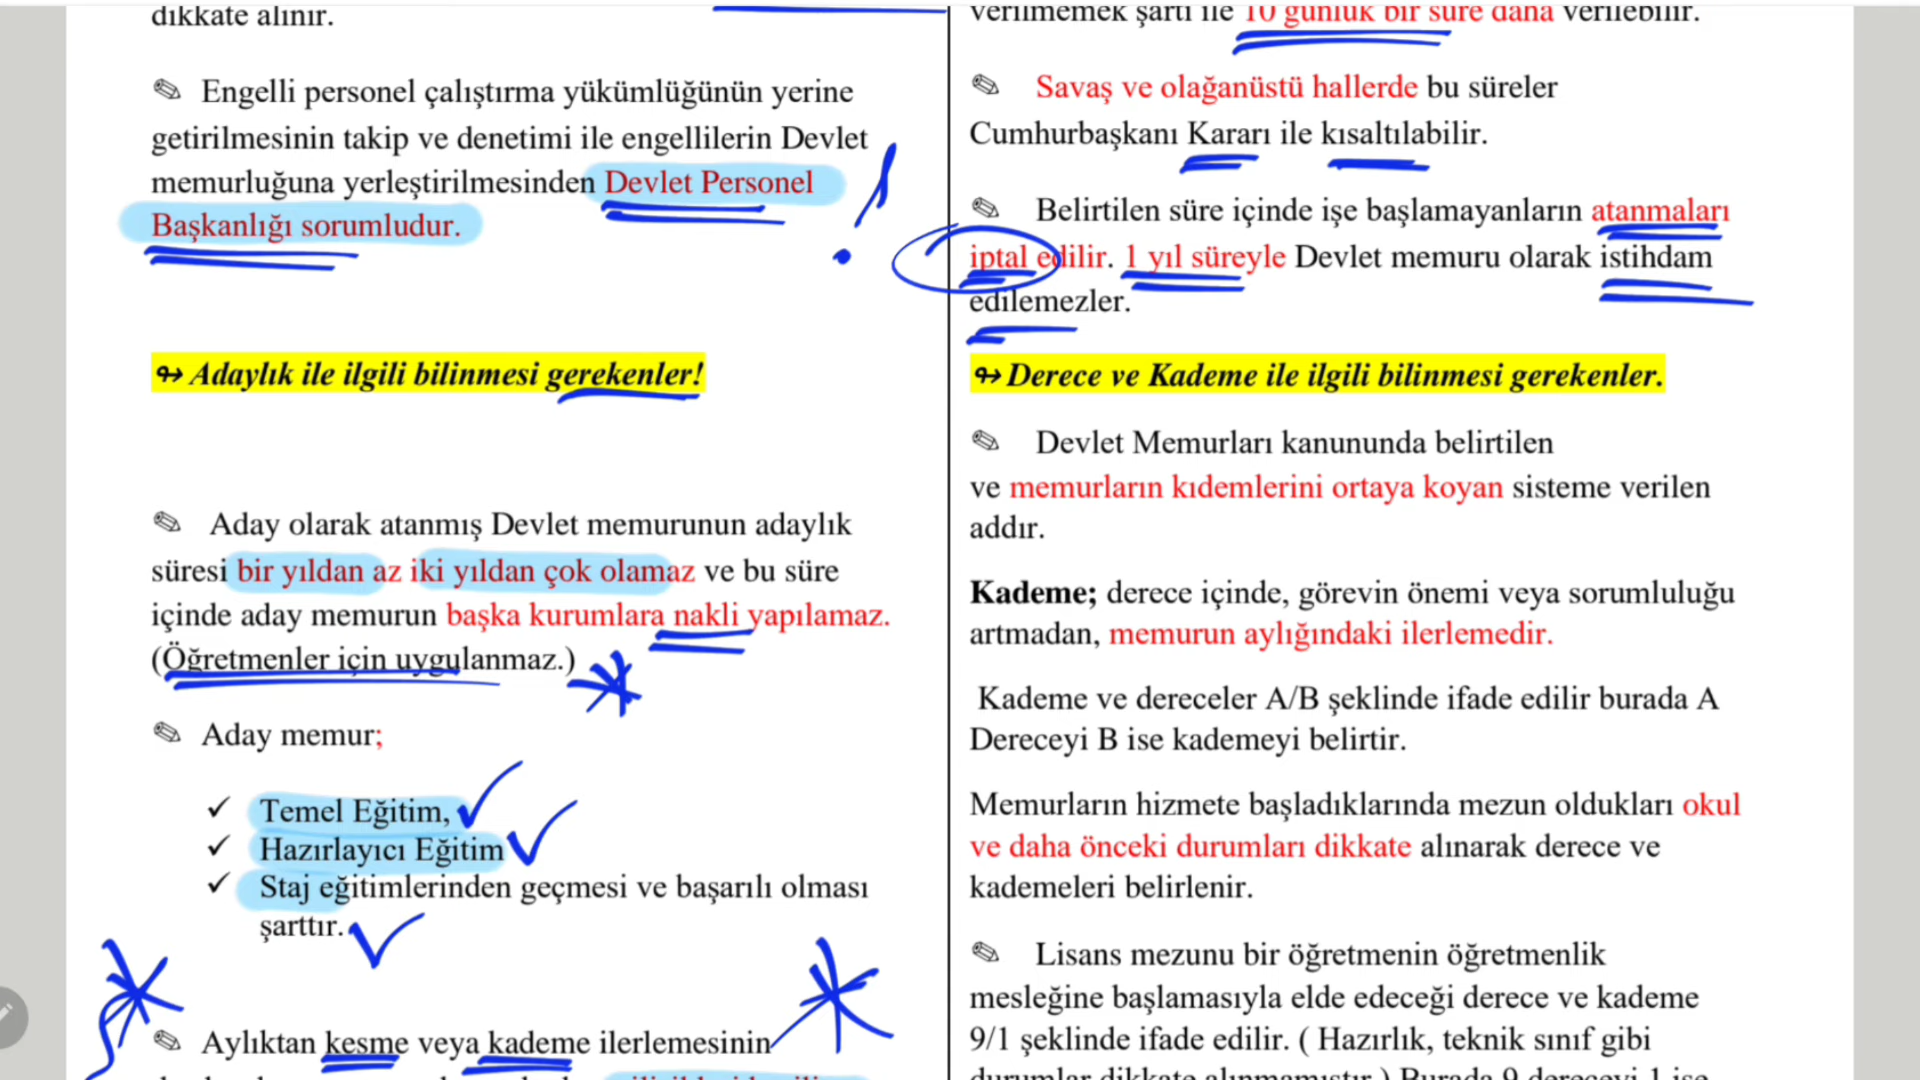 dikkate alınır.
Engelli personel çalıştırma yükümlüğünün yerine
getirilmesinin takip ve denetimi ile engellilerin Devlet
memurluğuna yerleştirilmesinden Devlet Personel
Başkanlığı sorumludur.
Adaylık ile ilgili bilinmesi gerekenler!
Aday olarak atanmış Devlet memurunun adaylık
süresi bir yıldan az iki yıldan çok olamaz ve bu süre
içinde aday memurun başka kurumlara nakli yapılamaz.
(Öğretmenler için uygulanmaz.)
Aday memur;
✓ Temel Eğitim,
✓ Hazırlayıcı Eğitim
✓ Staj eğitimlerinden geçmesi ve başarılı olması
şarttır.
Aylıktan kesme veya kademe ilerlemesinin
verilmemek şartı ile 10 günlük bir süre daha verilebilir.
Savaş ve olağanüstü hallerde bu süreler
Cumhurbaşkanı Kararı ile kısaltılabilir.
Belirtilen süre içinde işe başlamayanların atanmaları
iptal edilir. 1 yıl süreyle Devlet memuru olarak istihdam
edilemezler.
Derece ve Kademe ile ilgili bilinmesi gerekenler.
Devlet Memurları kanununda belirtilen
ve memurların kıdemlerini ortaya koyan sisteme verilen
addır.
Kademe; derece içinde, görevin önemi veya sorumluluğu
artmadan, memurun aylığındaki ilerlemedir.
Kademe ve dereceler A/B şeklinde ifade edilir burada A
Dereceyi B ise kademeyi belirtir.
Memurların hizmete başladıklarında mezun oldukları okul
ve daha önceki durumları dikkate alınarak derece ve
kademeleri belirlenir.
Lisans mezunu bir öğretmenin öğretmenlik
mesleğine başlamasıyla elde edeceği derece ve kademe
9/1 şeklinde ifade edilir. ( Hazırlık, teknik sınıf gibi
durumlar dikkate alınmamıştır.) Burada 9 dereceyi 1 ise